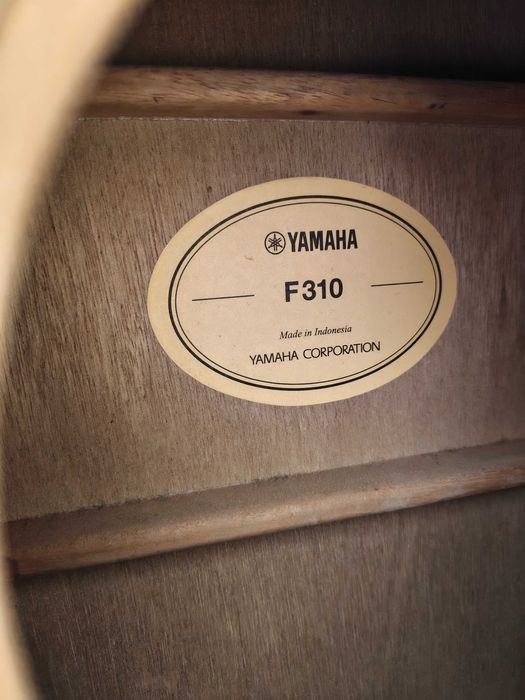 YAMAHA
F310
Made in Indonesia
YAMAHA CORPORATION